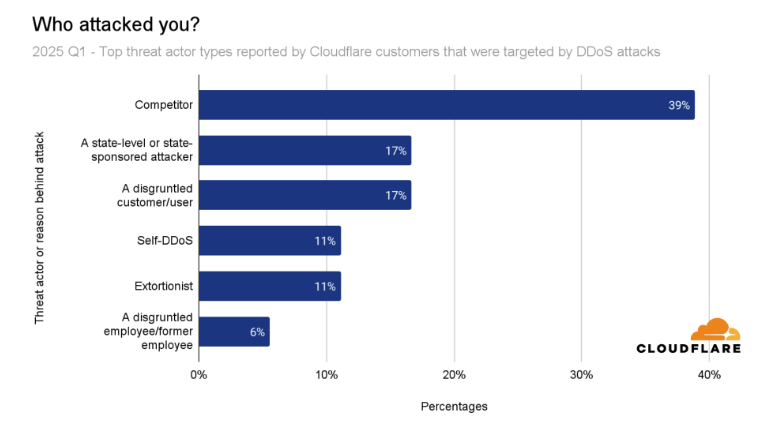 Who attacked you?
2025 Q1 - Top threat actor types reported by Cloudflare customers that were targeted by DDoS attacks
Threat actor or reason behind attack
Competitor
39%
A state-level or state-
sponsored attacker
17%
A disgruntled
customer/user
17%
Self-DDoS
11%
Extortionist
11%
A disgruntled
employee/former
employee
6%
CLOUDFLARE
0%
10%
20%
30%
40%
Percentages